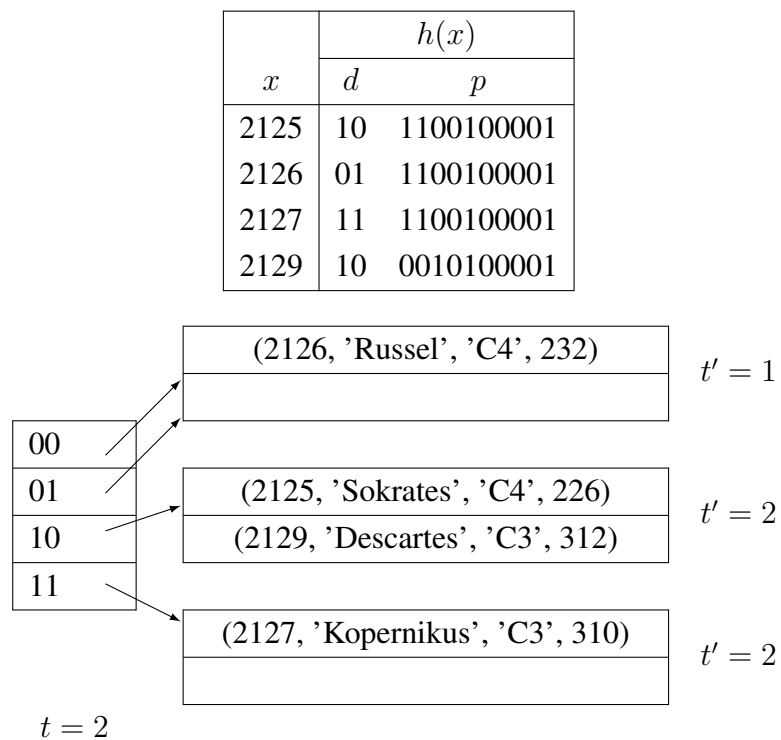 h(x)
x d p
2125 10 1100100001
2126 01 1100100001
2127 11 1100100001
2129 10 0010100001
(2126, ’Russel’, ’C4’, 232)
t′ = 1
00
01
10
11
(2125, ’Sokrates’, ’C4’, 226)
(2129, ’Descartes’, ’C3’, 312)
t′ = 2
(2127, ’Kopernikus’, ’C3’, 310)
t′ = 2
t = 2